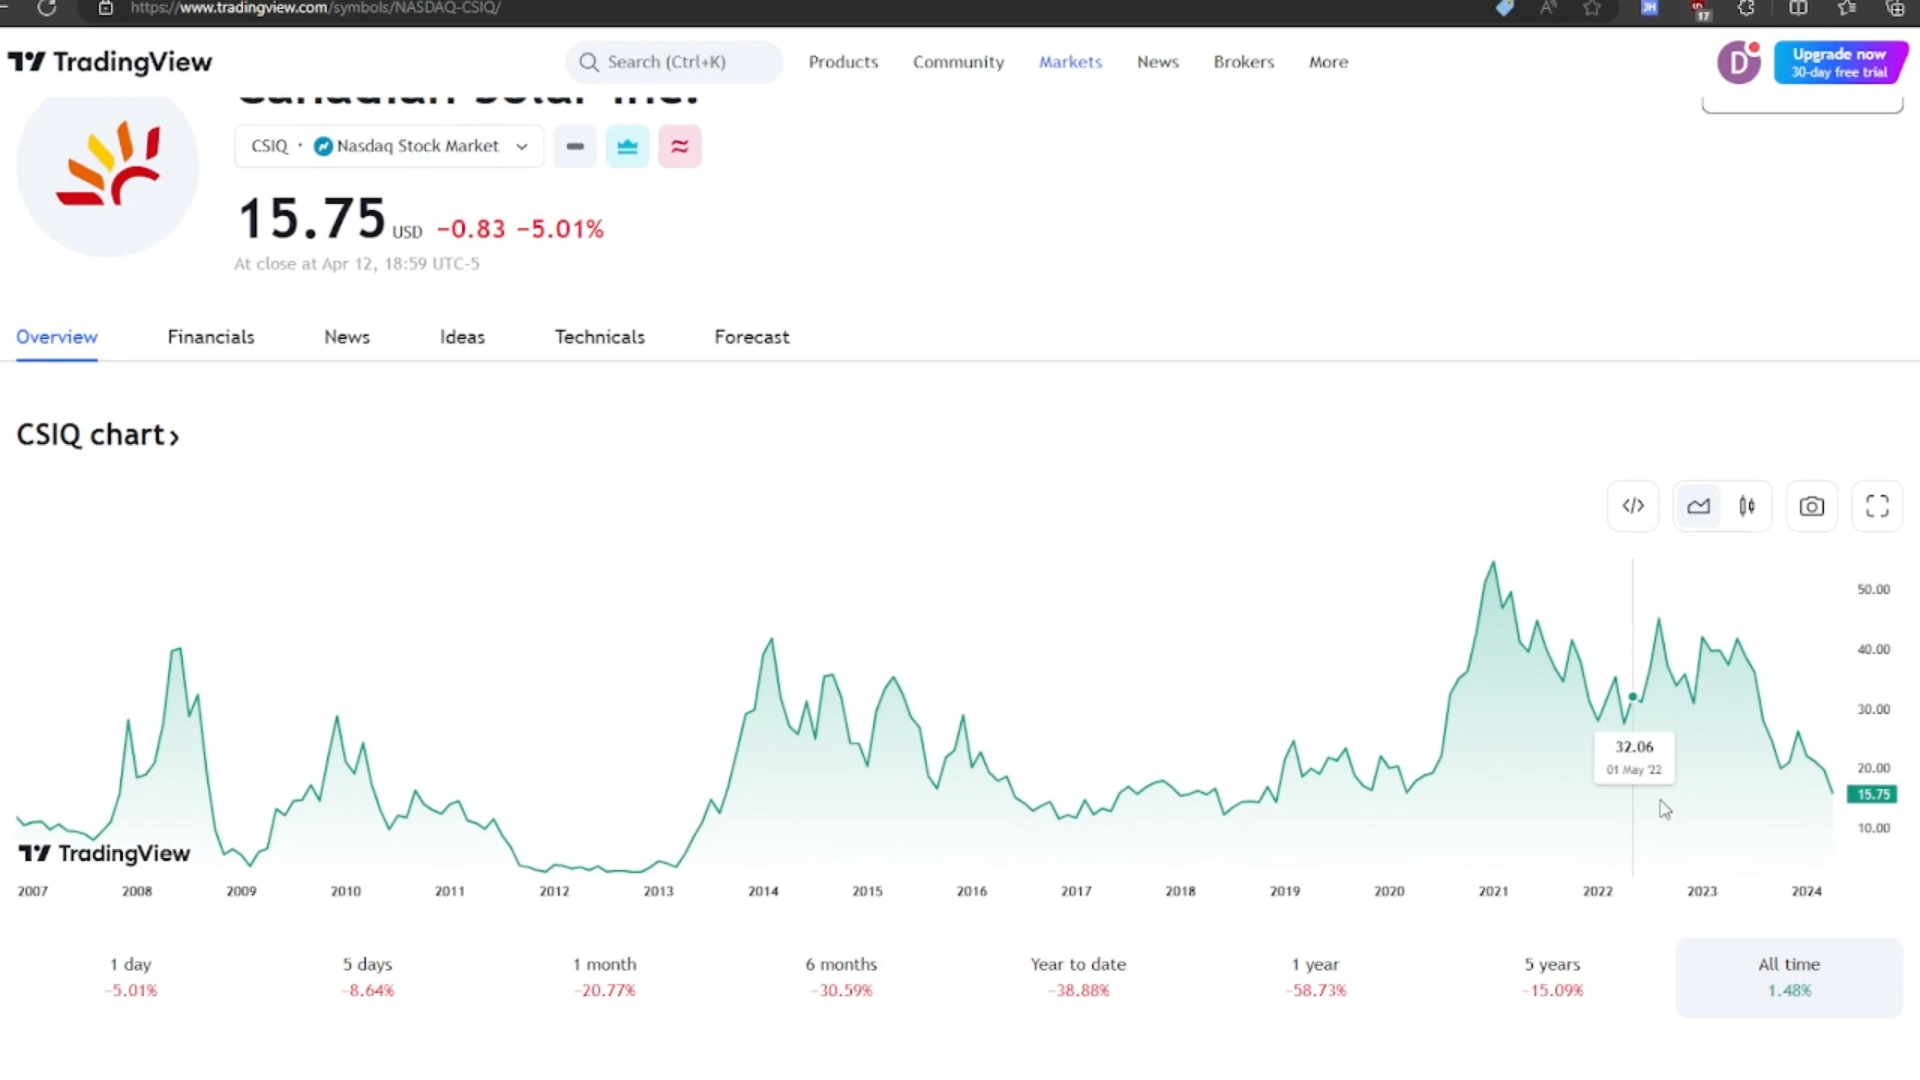 https://www.tradingview.com/symbols/NASDAQ-CSIQ/
17
TradingView
Search (Ctrl+K)
Products
Community
Markets
News
Brokers
More
D
Upgrade now
30-day free trial
Canadian Solar Inc.
CSIQ · Nasdaq Stock Market
15.75 USD −0.83 −5.01%
At close at Apr 12, 18:59 UTC-5
Overview
Financials
News
Ideas
Technicals
Forecast
CSIQ chart ›
50.00
40.00
30.00
20.00
15.75
10.00
32.06
01 May '22
TradingView
2007 2008 2009 2010 2011 2012 2013 2014 2015 2016 2017 2018 2019 2020 2021 2022 2023 2024
1 day
−5.01%
5 days
−8.64%
1 month
−20.77%
6 months
−30.59%
Year to date
−38.88%
1 year
−58.73%
5 years
−15.09%
All time
1.48%